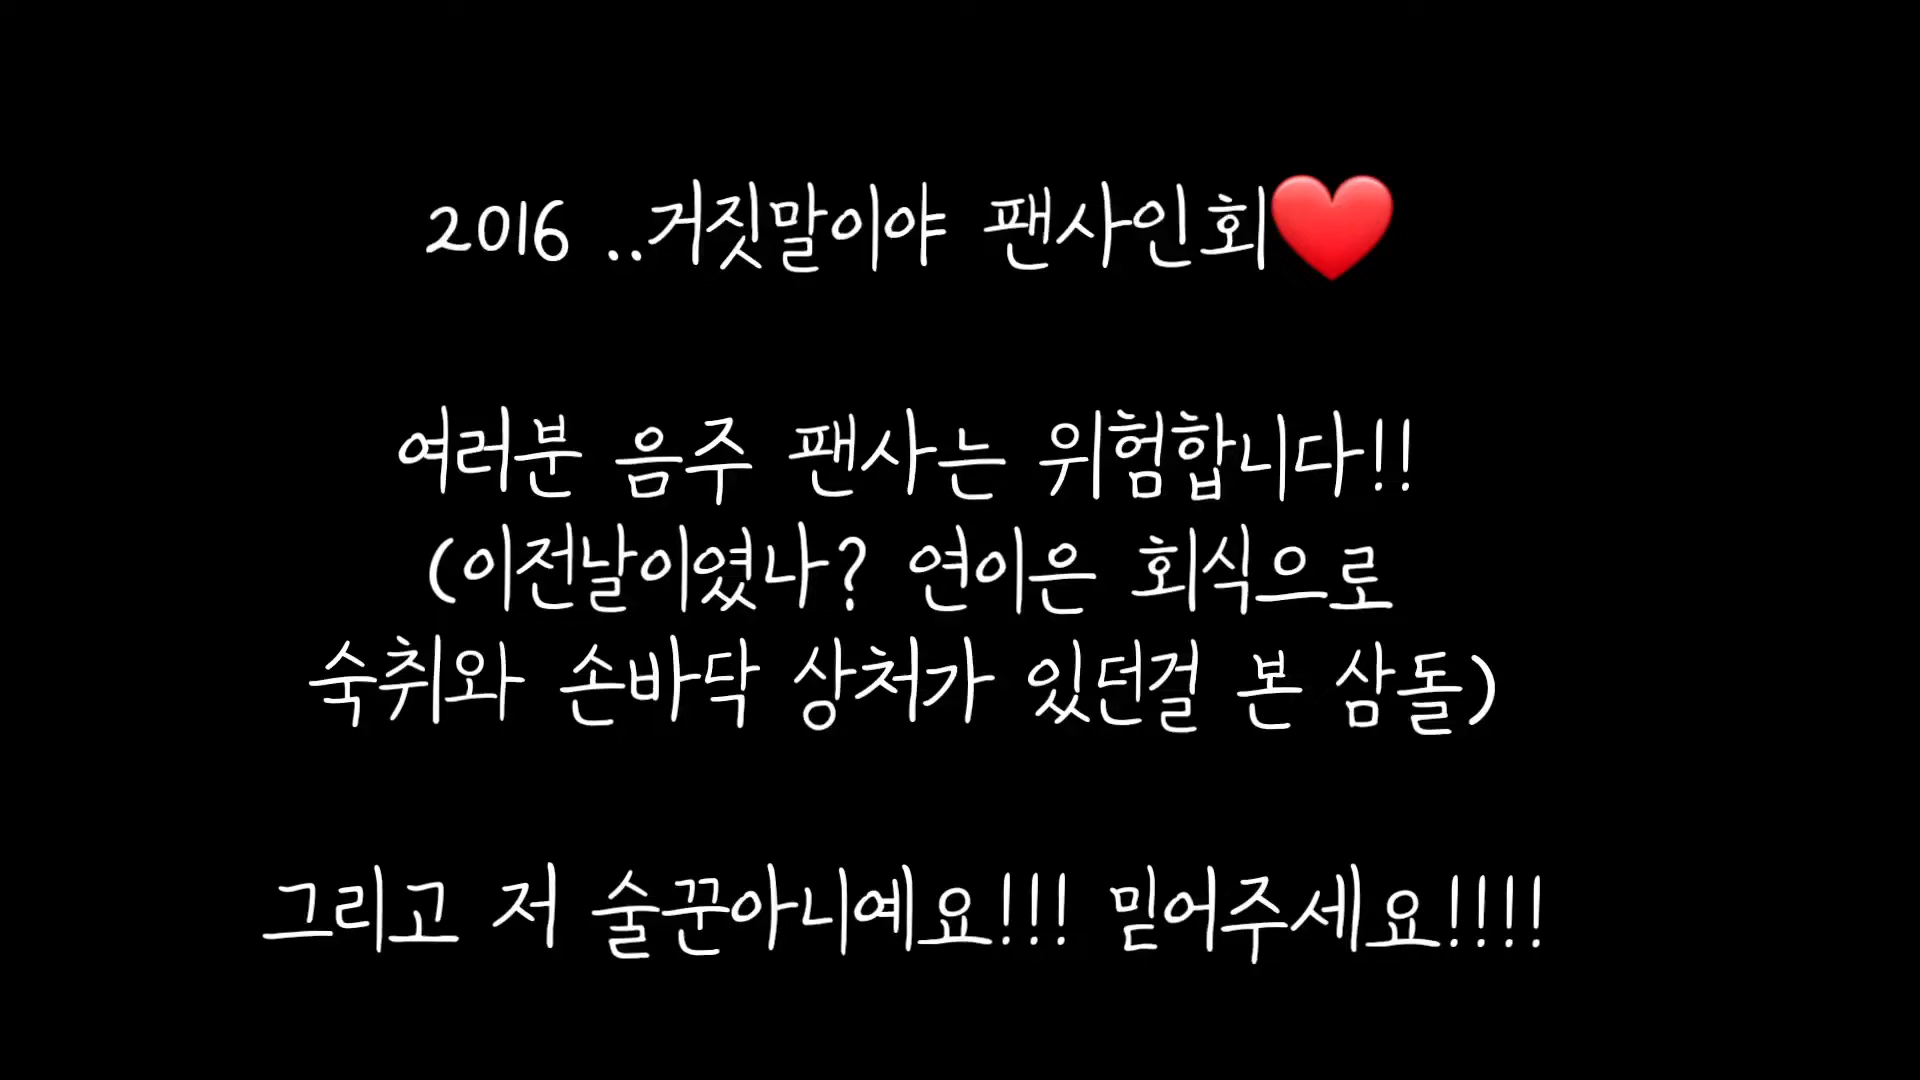 2016 ..거짓말이야 팬사인회❤️
여러분 음주 팬사는 위험합니다!!
(이전날이였나? 연이은 회식으로
숙취와 손바닥 상처가 있던걸 본 삼돌)
그리고 저 술꾼아니예요!!! 믿어주세요!!!!